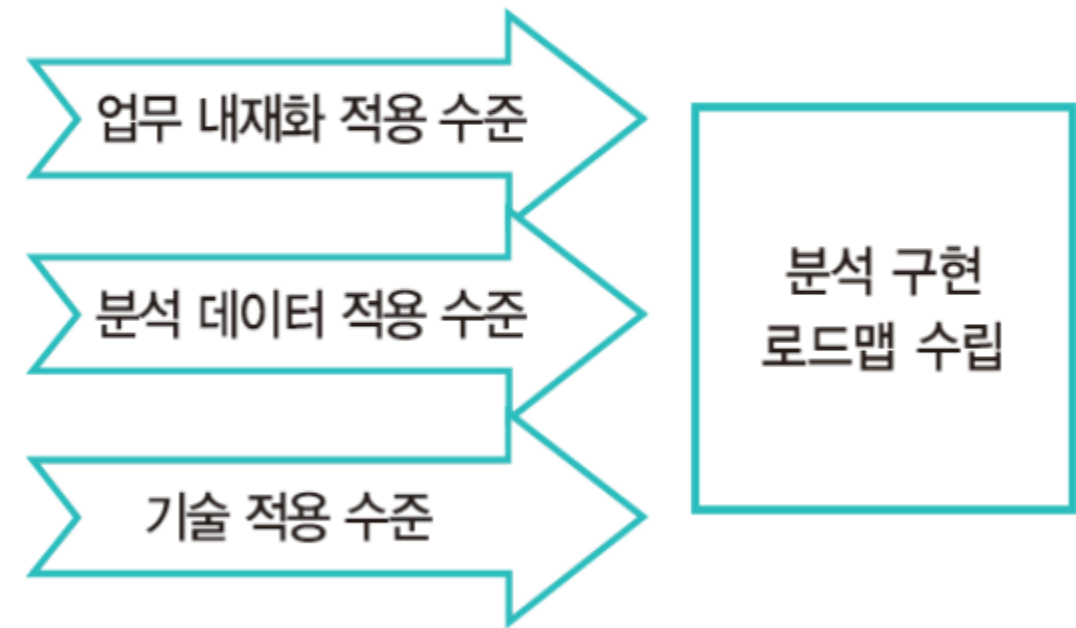 업무 내재화 적용 수준
분석 데이터 적용 수준
기술 적용 수준
분석 구현
로드맵 수립